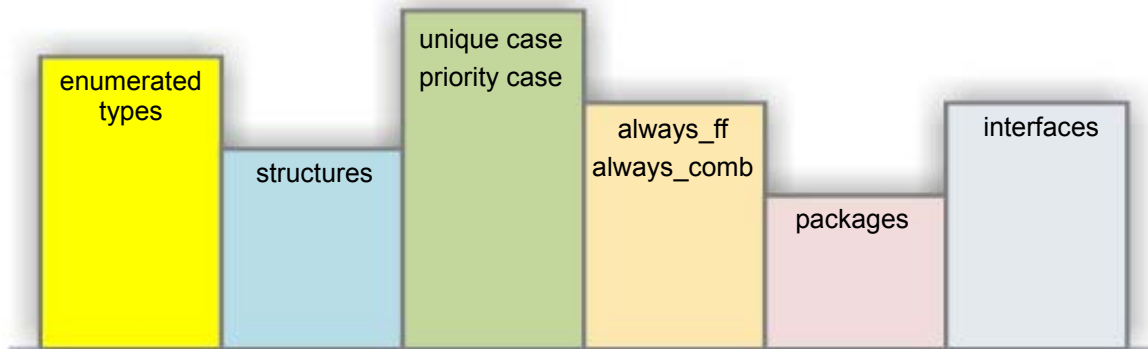 enumerated
types
structures
unique case
priority case
always_ff
always_comb
packages
interfaces